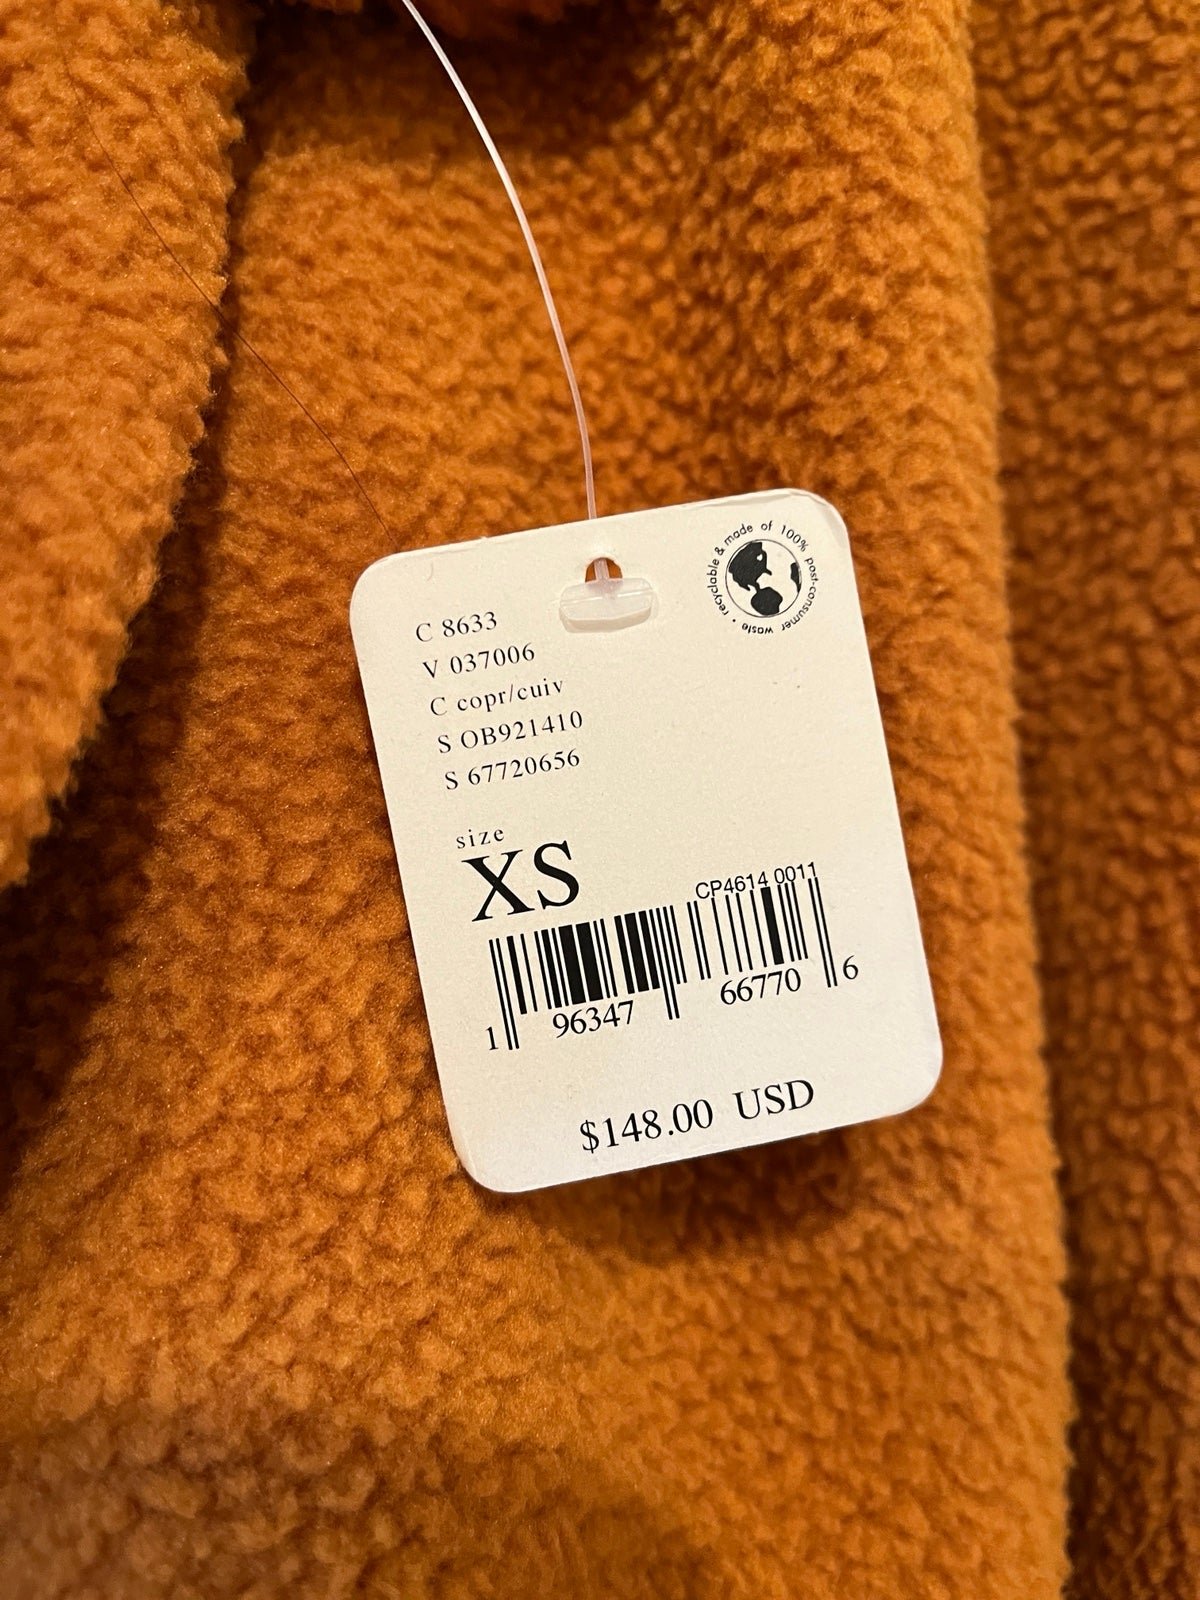 recyclable & made of 100% post-consumer waste •
C 8633
V 037006
C copr/cuiv
S OB921410
S 67720656
size
XS
CP4614 0011
1 96347 66770 6
$148.00 USD